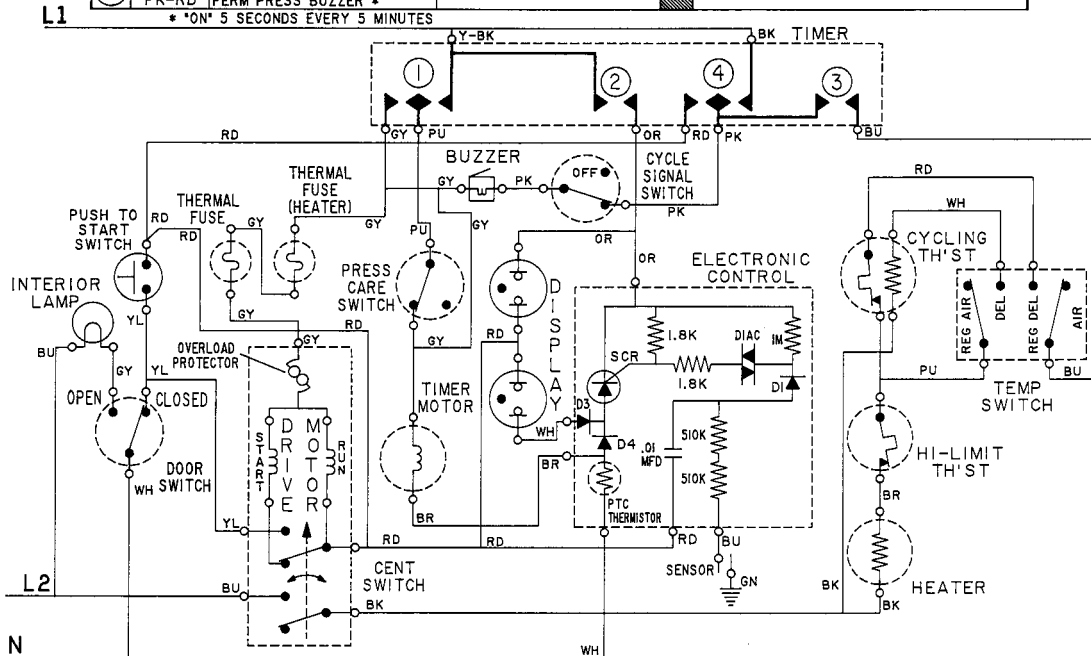 PK-RD PERM PRESS BUZZER *
* "ON" 5 SECONDS EVERY 5 MINUTES
L1
Y-BK
BK
TIMER
1
2
4
3
GY
PU
OR
RD
PK
BU
RD
BUZZER
GY
PK
OFF
CYCLE
SIGNAL
SWITCH
PK
THERMAL
FUSE
(HEATER)
THERMAL
FUSE
GY
GY
RD
RD
PUSH TO
START
SWITCH
PU
GY
OR
OR
RD
WH
CYCLING
TH'ST
PRESS
CARE
SWITCH
DISPLAY
ELECTRONIC
CONTROL
INTERIOR
LAMP
YL
GY
RD
GY
RD
GY
1.8K
DIAC
1M
SCR
1.8K
D1
REG AIR
DEL
REG DEL
AIR
BU
GY
YL
OVERLOAD
PROTECTOR
PU
BU
TEMP
SWITCH
OPEN
CLOSED
TIMER
MOTOR
WH
D3
D4
510K
.01
MFD
510K
START
DRIVE
MOTOR
RUN
DOOR
SWITCH
WH
BR
HI-LIMIT
TH'ST
PTC
THERMISTOR
BR
BR
YL
RD
RD
RD
BU
SENSOR
GN
CENT
SWITCH
L2
BU
BK
BK
HEATER
BK
N
WH